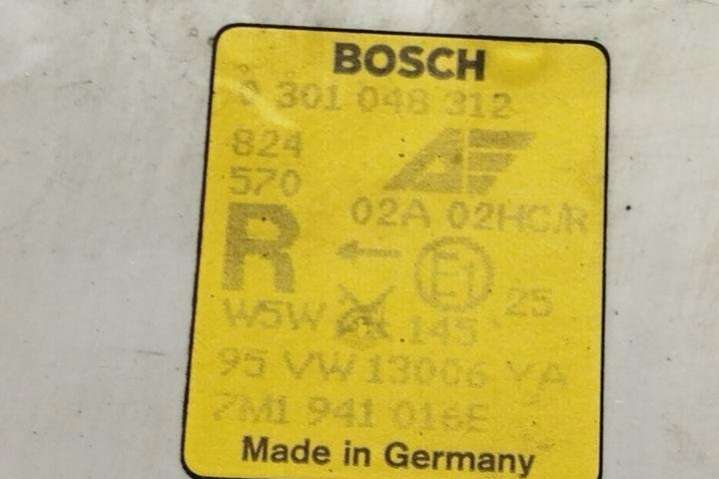 BOSCH
0 301 048 312
824
570
R
02A 02HC/R
E1
25
W5W
145
95 VW 13006 YA
7M1 941 016E
Made in Germany